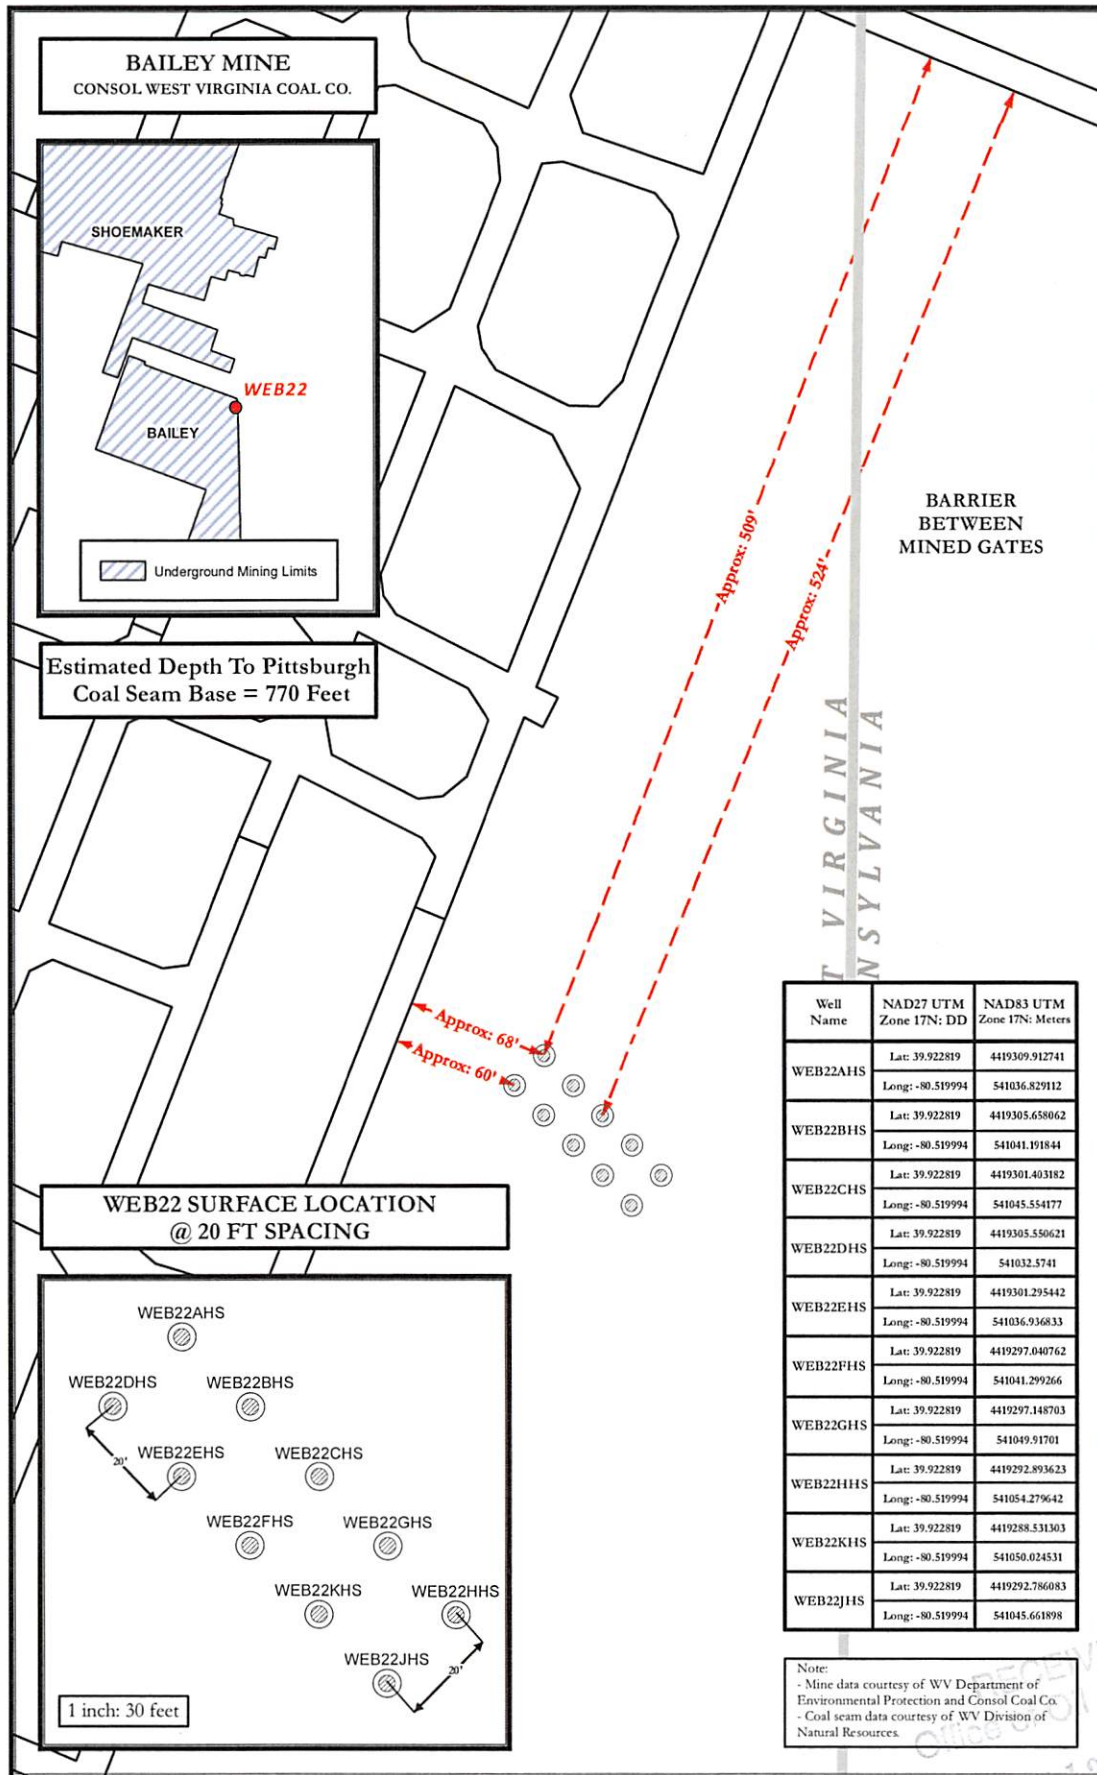 BAILEY MINE
CONSOL WEST VIRGINIA COAL CO.
SHOEMAKER
WEB22
BAILEY
Underground Mining Limits
Estimated Depth To Pittsburgh
Coal Seam Base = 770 Feet
Approx: 509'
Approx: 524'
BARRIER
BETWEEN
MINED GATES
T VIRGINIA
NSYLVANIA
Approx: 68'
Approx: 60'
WEB22 SURFACE LOCATION
@ 20 FT SPACING
WEB22AHS
WEB22DHS WEB22BHS
20'
WEB22EHS WEB22CHS
WEB22FHS WEB22GHS
WEB22KHS WEB22HHS
WEB22JHS
20'
1 inch: 30 feet
Well Name NAD27 UTM Zone 17N: DD NAD83 UTM Zone 17N: Meters
WEB22AHS Lat: 39.922819 4419309.912741
Long: -80.519994 541036.829112
WEB22BHS Lat: 39.922819 4419305.658062
Long: -80.519994 541041.191844
WEB22CHS Lat: 39.922819 4419301.403182
Long: -80.519994 541045.554177
WEB22DHS Lat: 39.922819 4419305.550621
Long: -80.519994 541032.5741
WEB22EHS Lat: 39.922819 4419301.295442
Long: -80.519994 541036.936833
WEB22FHS Lat: 39.922819 4419297.040762
Long: -80.519994 541041.299266
WEB22GHS Lat: 39.922819 4419297.148703
Long: -80.519994 541049.91701
WEB22HHS Lat: 39.922819 4419292.893623
Long: -80.519994 541054.279642
WEB22KHS Lat: 39.922819 4419288.531303
Long: -80.519994 541050.024531
WEB22JHS Lat: 39.922819 4419292.786083
Long: -80.519994 541045.661898
Note:
- Mine data courtesy of WV Department of
Environmental Protection and Consol Coal Co.
- Coal seam data courtesy of WV Division of
Natural Resources.
RECEIV
Office of Oil